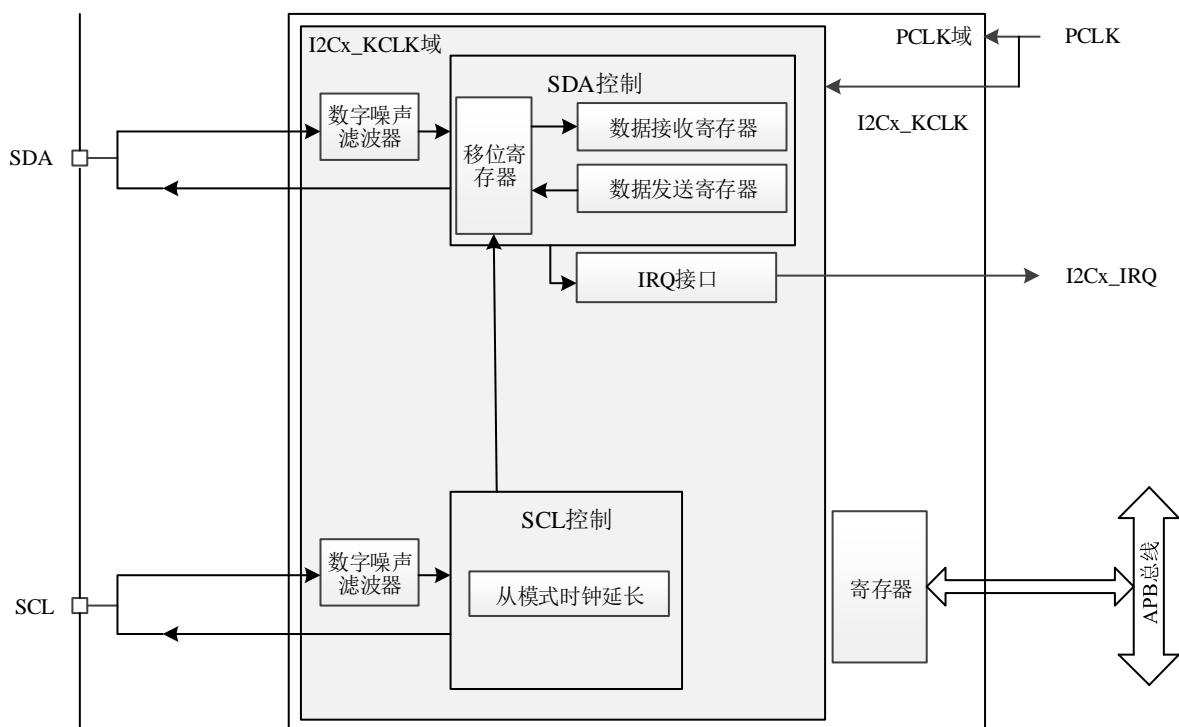 I2Cx_KCLK域
PCLK域
PCLK
SDA控制
I2Cx_KCLK
数字噪声
滤波器
移位寄
存器
数据接收寄存器
数据发送寄存器
SDA
IRQ接口
I2Cx_IRQ
SCL控制
数字噪声
滤波器
从模式时钟延长
SCL
寄存器
APB总线